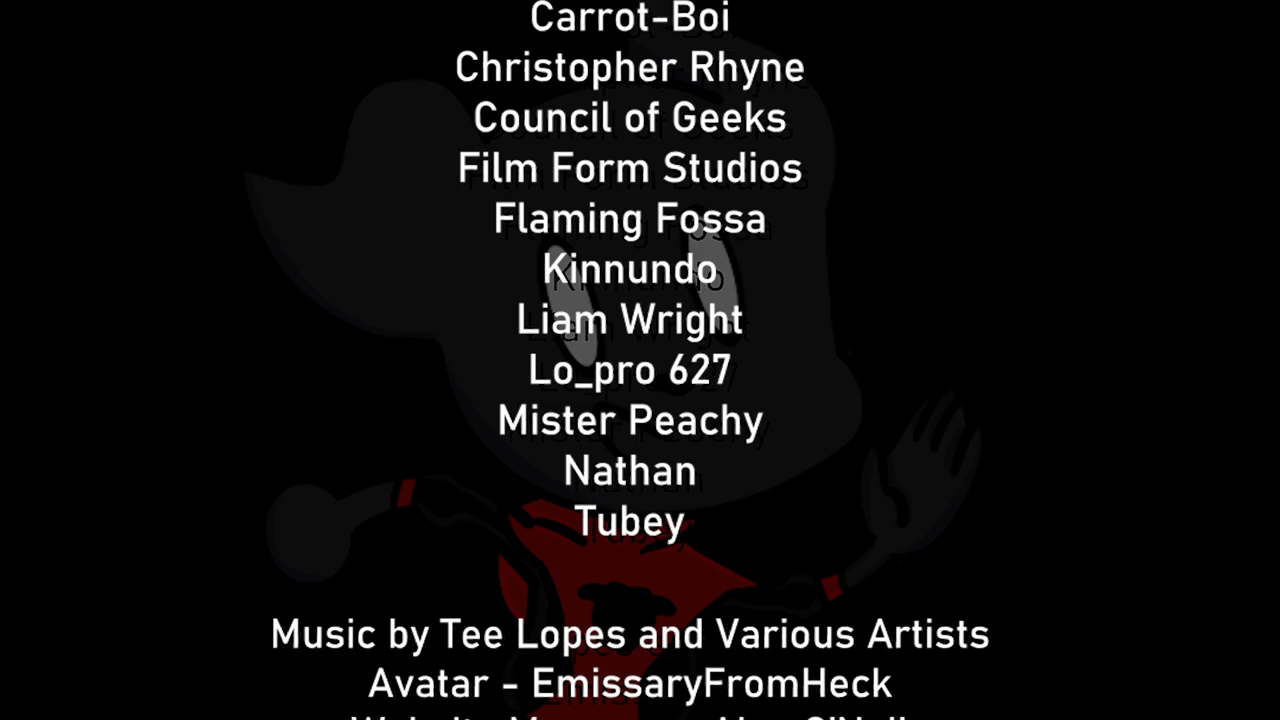 Carrot-Boi
Christopher Rhyne
Council of Geeks
Film Form Studios
Flaming Fossa
Kinnundo
Liam Wright
Lo_pro 627
Mister Peachy
Nathan
Tubey
Music by Tee Lopes and Various Artists
Avatar - EmissaryFromHeck